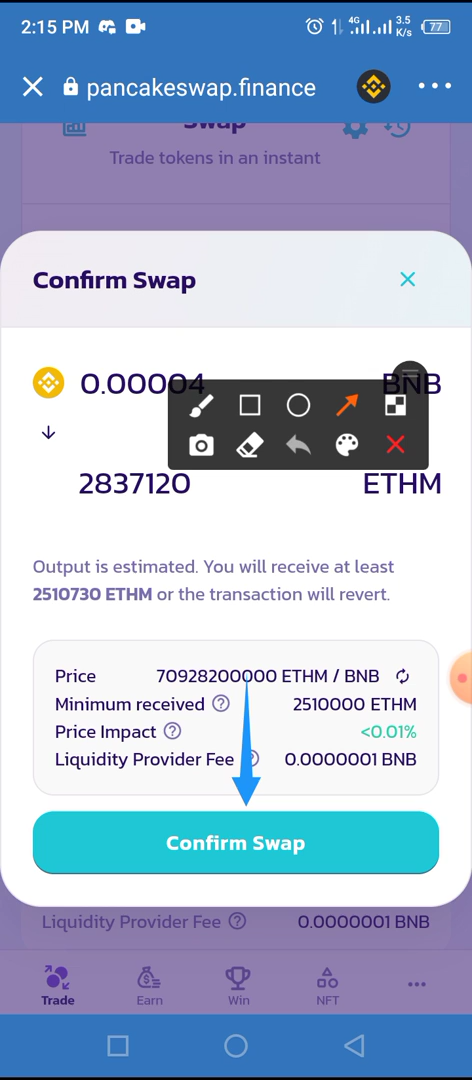 2:15 PM
4G
3.5
K/s
77
pancakeswap.finance
Swap
Trade tokens in an instant
Confirm Swap
0.00004 BNB
2837120 ETHM
Output is estimated. You will receive at least
2510730 ETHM or the transaction will revert.
Price 70928200000 ETHM / BNB
Minimum received 2510000 ETHM
Price Impact <0.01%
Liquidity Provider Fee 0.0000001 BNB
Confirm Swap
Liquidity Provider Fee 0.0000001 BNB
Trade Earn Win NFT